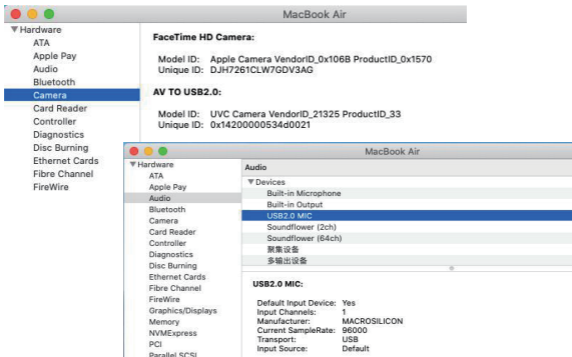 MacBook Air
Hardware
ATA
Apple Pay
Audio
Bluetooth
Camera
Card Reader
Controller
Diagnostics
Disc Burning
Ethernet Cards
Fibre Channel
FireWire
FaceTime HD Camera:
Model ID: Apple Camera VendorID_0x106B ProductID_0x1570
Unique ID: DJH7261CLW7GDV3AG
AV TO USB2.0:
Model ID: UVC Camera VendorID_21325 ProductID_33
Unique ID: 0x14200000534d0021
MacBook Air
Hardware
ATA
Apple Pay
Audio
Bluetooth
Camera
Card Reader
Controller
Diagnostics
Disc Burning
Ethernet Cards
Fibre Channel
FireWire
Graphics/Displays
Memory
NVMExpress
PCI
Parallel SCSI
Audio
Devices
Built-in Microphone
Built-in Output
USB2.0 MIC
Soundflower (2ch)
Soundflower (64ch)
聚集设备
多输出设备
USB2.0 MIC:
Default Input Device: Yes
Input Channels: 1
Manufacturer: MACROSILICON
Current SampleRate: 96000
Transport: USB
Input Source: Default